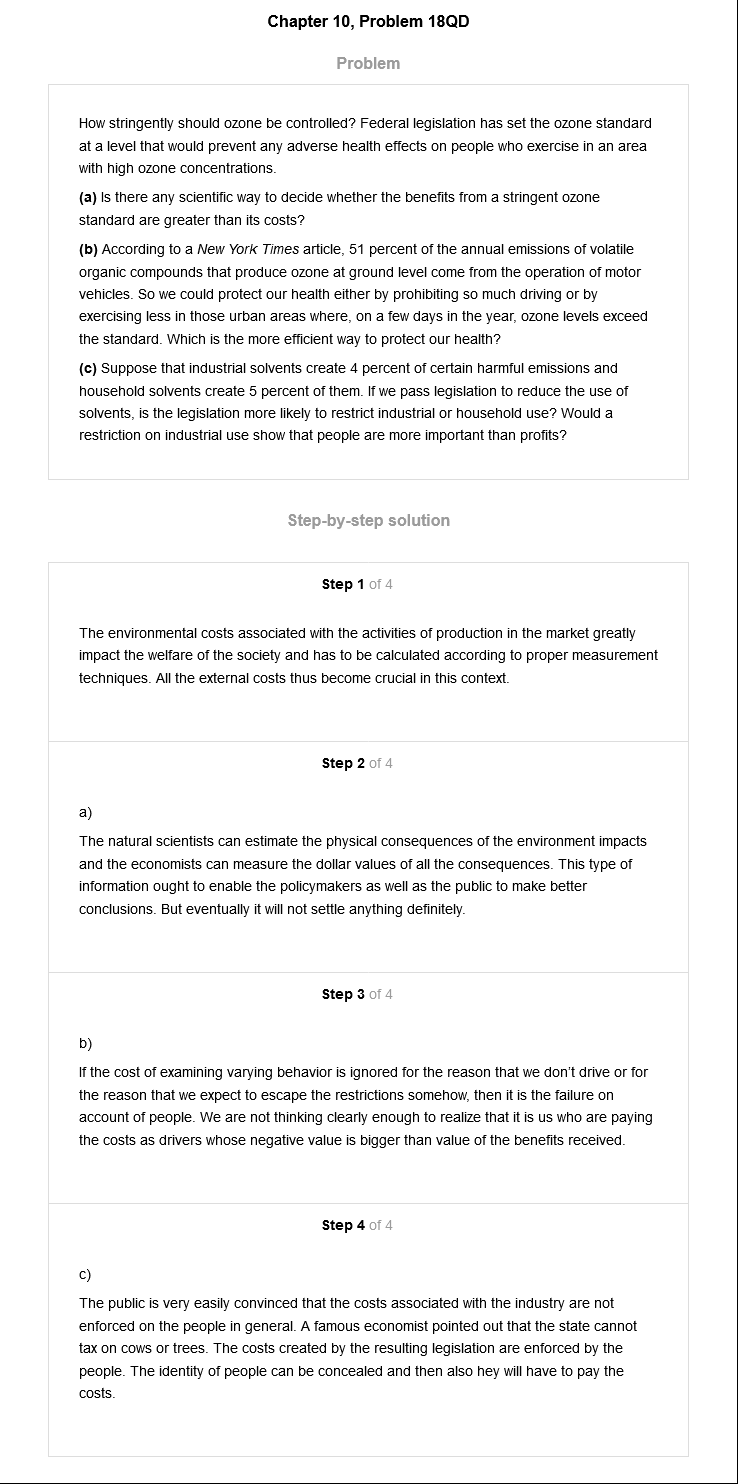 Chapter 10, Problem 18QD
Problem
How stringently should ozone be controlled? Federal legislation has set the ozone standard
at a level that would prevent any adverse health effects on people who exercise in an area
with high ozone concentrations.
(a) Is there any scientific way to decide whether the benefits from a stringent ozone
standard are greater than its costs?
(b) According to a New York Times article, 51 percent of the annual emissions of volatile
organic compounds that produce ozone at ground level come from the operation of motor
vehicles. So we could protect our health either by prohibiting so much driving or by
exercising less in those urban areas where, on a few days in the year, ozone levels exceed
the standard. Which is the more efficient way to protect our health?
(c) Suppose that industrial solvents create 4 percent of certain harmful emissions and
household solvents create 5 percent of them. If we pass legislation to reduce the use of
solvents, is the legislation more likely to restrict industrial or household use? Would a
restriction on industrial use show that people are more important than profits?
Step-by-step solution
Step 1 of 4
The environmental costs associated with the activities of production in the market greatly
impact the welfare of the society and has to be calculated according to proper measurement
techniques. All the external costs thus become crucial in this context.
Step 2 of 4
a)
The natural scientists can estimate the physical consequences of the environment impacts
and the economists can measure the dollar values of all the consequences. This type of
information ought to enable the policymakers as well as the public to make better
conclusions. But eventually it will not settle anything definitely.
Step 3 of 4
b)
If the cost of examining varying behavior is ignored for the reason that we don't drive or for
the reason that we expect to escape the restrictions somehow, then it is the failure on
account of people. We are not thinking clearly enough to realize that it is us who are paying
the costs as drivers whose negative value is bigger than value of the benefits received.
Step 4 of 4
c)
The public is very easily convinced that the costs associated with the industry are not
enforced on the people in general. A famous economist pointed out that the state cannot
tax on cows or trees. The costs created by the resulting legislation are enforced by the
people. The identity of people can be concealed and then also hey will have to pay the
costs.